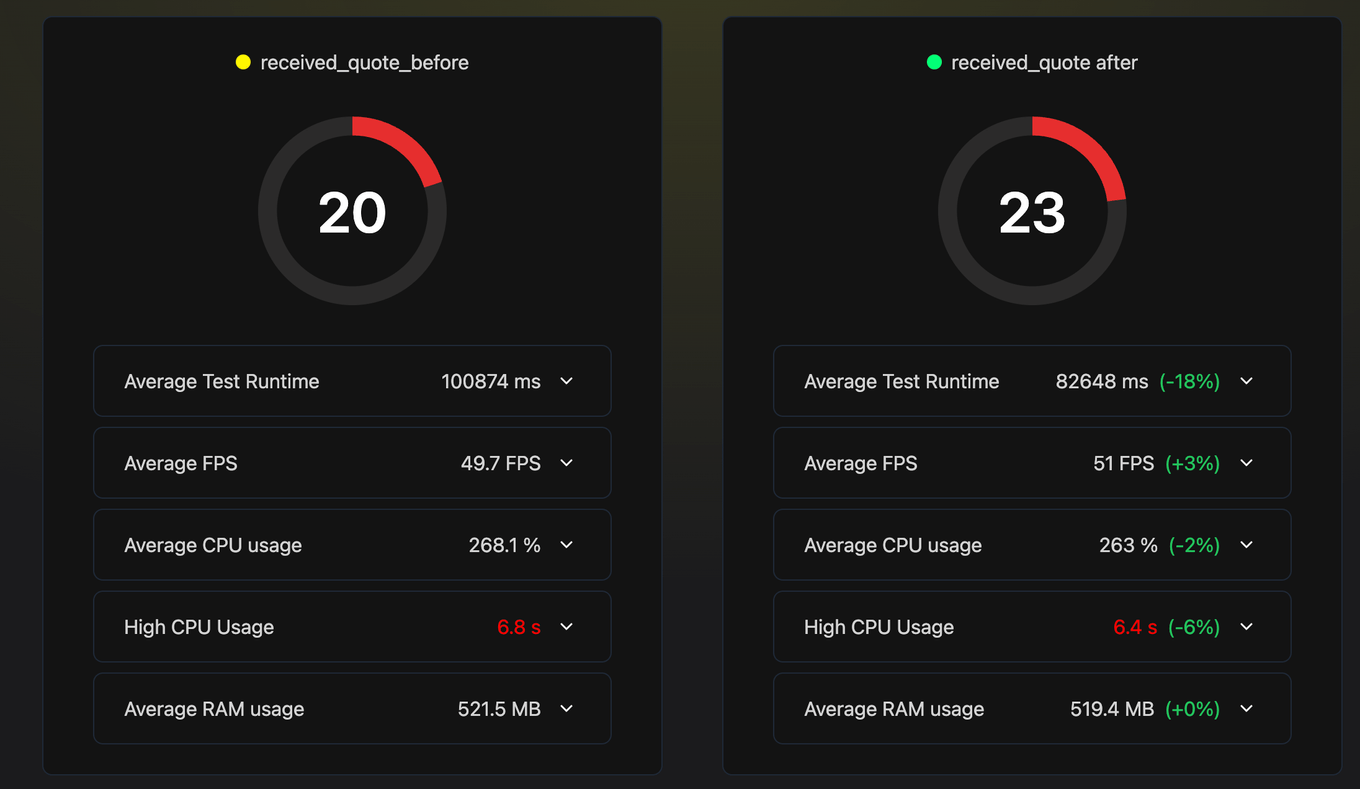 received_quote_before
20
Average Test Runtime 100874 ms
Average FPS 49.7 FPS
Average CPU usage 268.1 %
High CPU Usage 6.8 s
Average RAM usage 521.5 MB
received_quote after
23
Average Test Runtime 82648 ms (-18%)
Average FPS 51 FPS (+3%)
Average CPU usage 263 % (-2%)
High CPU Usage 6.4 s (-6%)
Average RAM usage 519.4 MB (+0%)